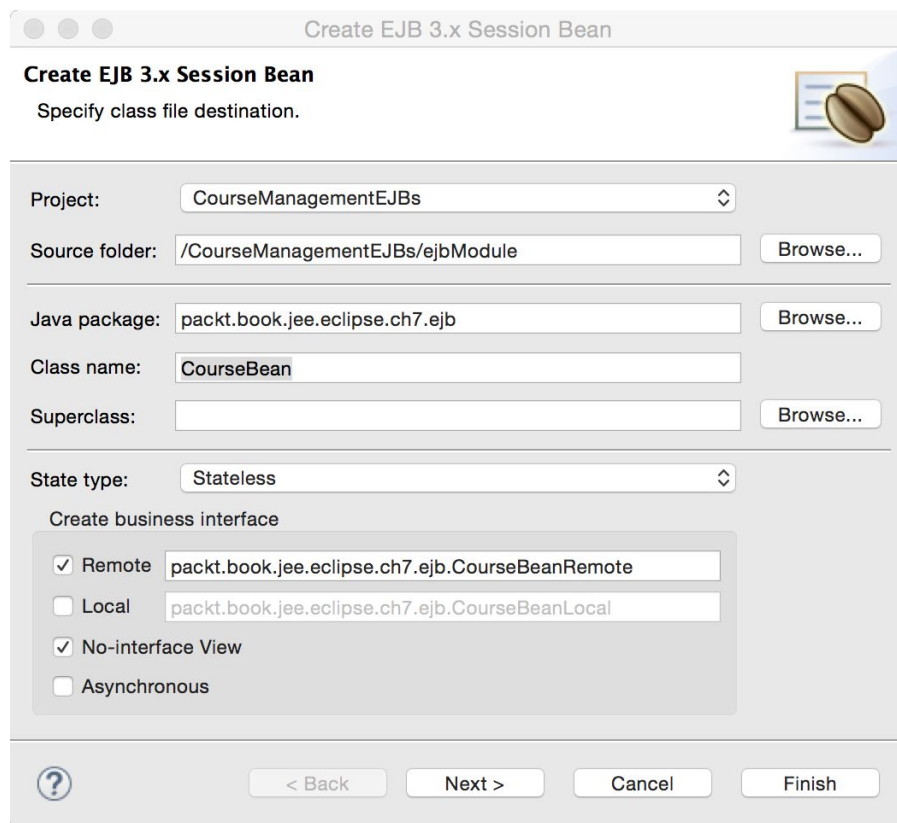 Create EJB 3.x Session Bean
Create EJB 3.x Session Bean
Specify class file destination.
Project: CourseManagementEJBs
Source folder: /CourseManagementEJBs/ejbModule Browse...
Java package: packt.book.jee.eclipse.ch7.ejb Browse...
Class name: CourseBean
Superclass: Browse...
State type: Stateless
Create business interface
Remote packt.book.jee.eclipse.ch7.ejb.CourseBeanRemote
Local packt.book.jee.eclipse.ch7.ejb.CourseBeanLocal
No-interface View
Asynchronous
? < Back Next > Cancel Finish